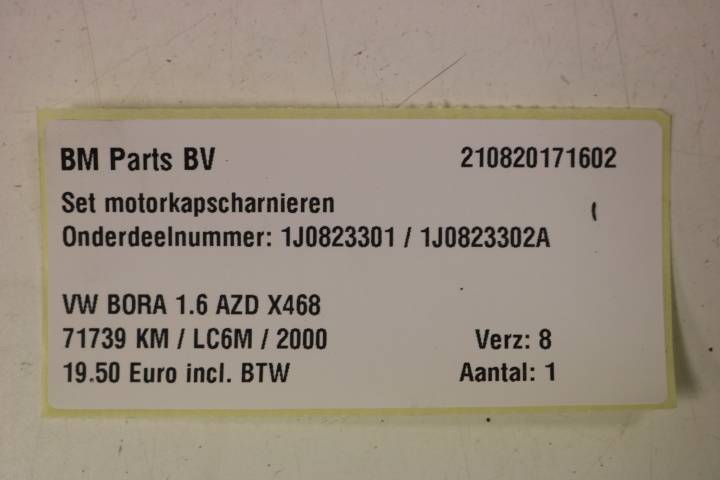 BM Parts BV 210820171602
Set motorkapscharnieren
Onderdeelnummer: 1J0823301 / 1J0823302A
VW BORA 1.6 AZD X468
71739 KM / LC6M / 2000 Verz: 8
19.50 Euro incl. BTW Aantal: 1